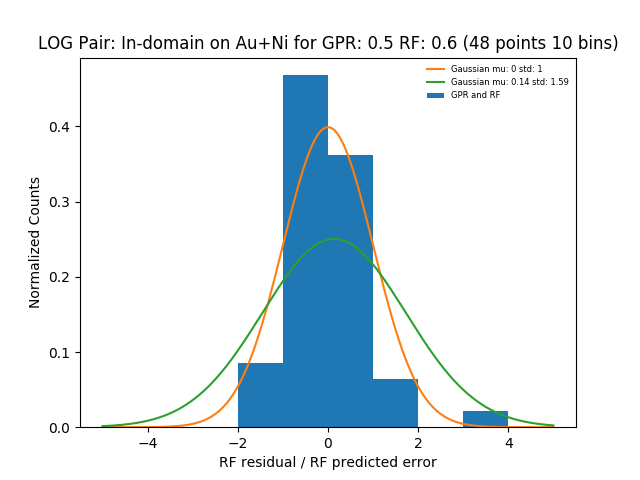 LOG Pair: In-domain on Au+Ni for GPR: 0.5 RF: 0.6 (48 points 10 bins)
Gaussian mu: 0 std: 1
Gaussian mu: 0.14 std: 1.59
GPR and RF
Normalized Counts
0.4
0.3
0.2
0.1
0.0
−4 −2 0 2 4
RF residual / RF predicted error